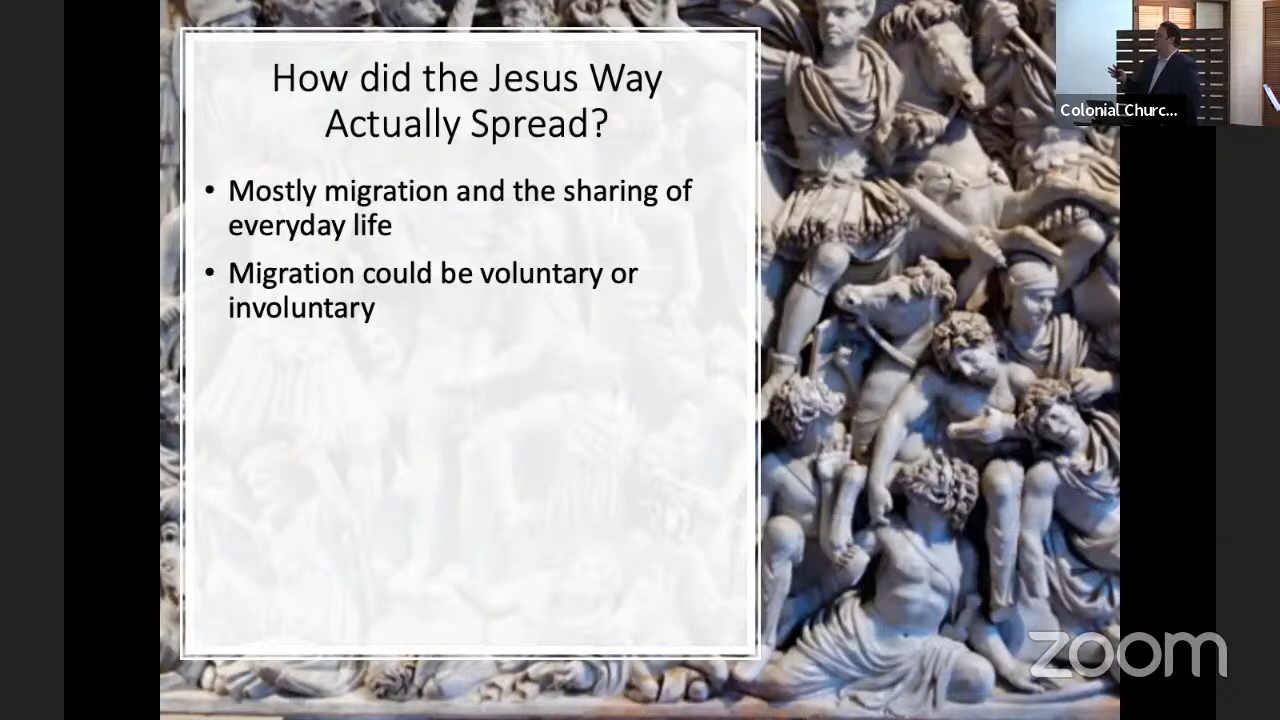 How did the Jesus Way
Actually Spread?
• Mostly migration and the sharing of
everyday life
• Migration could be voluntary or
involuntary
Colonial Churc...
zoom